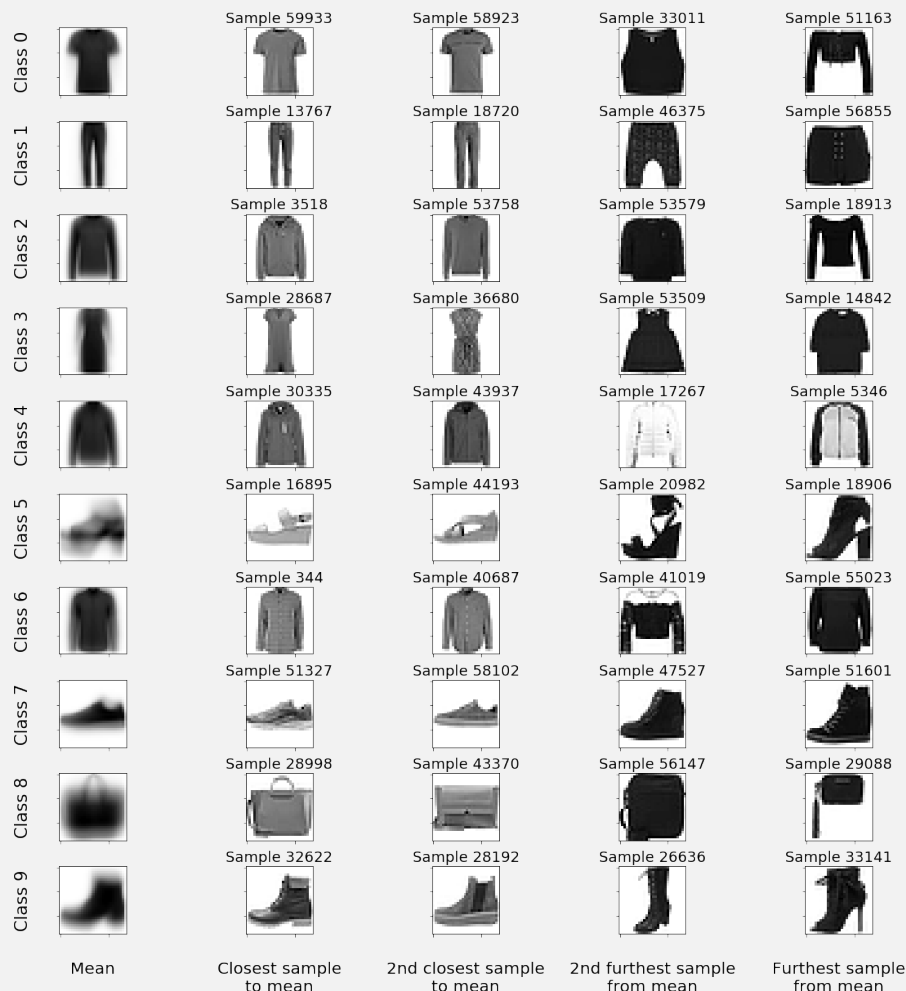 Sample 59933 Sample 58923 Sample 33011 Sample 51163
Class 0
Sample 13767 Sample 18720 Sample 46375 Sample 56855
Class 1
Sample 3518 Sample 53758 Sample 53579 Sample 18913
Class 2
Sample 28687 Sample 36680 Sample 53509 Sample 14842
Class 3
Sample 30335 Sample 43937 Sample 17267 Sample 5346
Class 4
Sample 16895 Sample 44193 Sample 20982 Sample 18906
Class 5
Sample 344 Sample 40687 Sample 41019 Sample 55023
Class 6
Sample 51327 Sample 58102 Sample 47527 Sample 51601
Class 7
Sample 28998 Sample 43370 Sample 56147 Sample 29088
Class 8
Sample 32622 Sample 28192 Sample 26636 Sample 33141
Class 9
Mean Closest sample 2nd closest sample 2nd furthest sample Furthest sample
to mean to mean from mean from mean